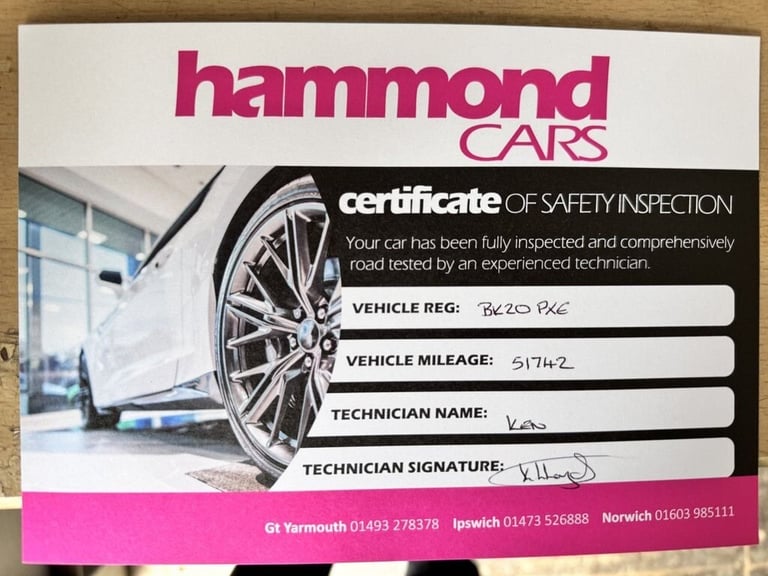 hammond
CARS
certificate OF SAFETY INSPECTION
Your car has been fully inspected and comprehensively
road tested by an experienced technician.
VEHICLE REG: BK20 PXE
VEHICLE MILEAGE: 51742
TECHNICIAN NAME: KEN
TECHNICIAN SIGNATURE:
Gt Yarmouth 01493 278378 Ipswich 01473 526888 Norwich 01603 985111